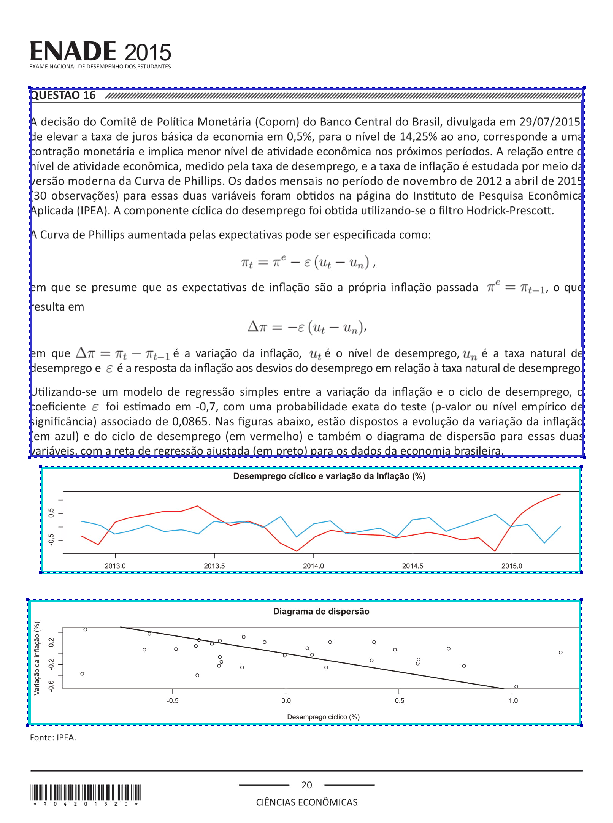 ENADE 2015
EXAME NACIONAL DE DESEMPENHO DOS ESTUDANTES
QUESTÃO 16
A decisão do Comitê de Política Monetária (Copom) do Banco Central do Brasil, divulgada em 29/07/2015,
de elevar a taxa de juros básica da economia em 0,5%, para o nível de 14,25% ao ano, corresponde a uma
contração monetária e implica menor nível de atividade econômica nos próximos períodos. A relação entre o
nível de atividade econômica, medido pela taxa de desemprego, e a taxa de inflação é estudada por meio da
versão moderna da Curva de Phillips. Os dados mensais no período de novembro de 2012 a abril de 2015
(30 observações) para essas duas variáveis foram obtidos na página do Instituto de Pesquisa Econômica
Aplicada (IPEA). A componente cíclica do desemprego foi obtida utilizando-se o filtro Hodrick-Prescott.
A Curva de Phillips aumentada pelas expectativas pode ser especificada como:
π_t = π^e − ε (u_t − u_n) ,
em que se presume que as expectativas de inflação são a própria inflação passada π^e = π_{t−1}, o que
resulta em
Δπ = −ε (u_t − u_n),
em que Δπ = π_t − π_{t−1} é a variação da inflação, u_t é o nível de desemprego, u_n é a taxa natural de
desemprego e ε é a resposta da inflação aos desvios do desemprego em relação à taxa natural de desemprego.
Utilizando-se um modelo de regressão simples entre a variação da inflação e o ciclo de desemprego, o
coeficiente ε foi estimado em -0,7, com uma probabilidade exata do teste (p-valor ou nível empírico de
significância) associado de 0,0865. Nas figuras abaixo, estão dispostos a evolução da variação da inflação
(em azul) e do ciclo de desemprego (em vermelho) e também o diagrama de dispersão para essas duas
variáveis, com a reta de regressão ajustada (em preto) para os dados da economia brasileira.
Desemprego cíclico e variação da Inflação (%)
0.5
-0.5
2013.0 2013.5 2014.0 2014.5 2015.0
Diagrama de dispersão
Variação da inflação (%)
0.2
-0.2
-0.6
-0.5 0.0 0.5 1.0
Desemprego cíclico (%)
Fonte: IPEA.
20
CIÊNCIAS ECONÔMICAS